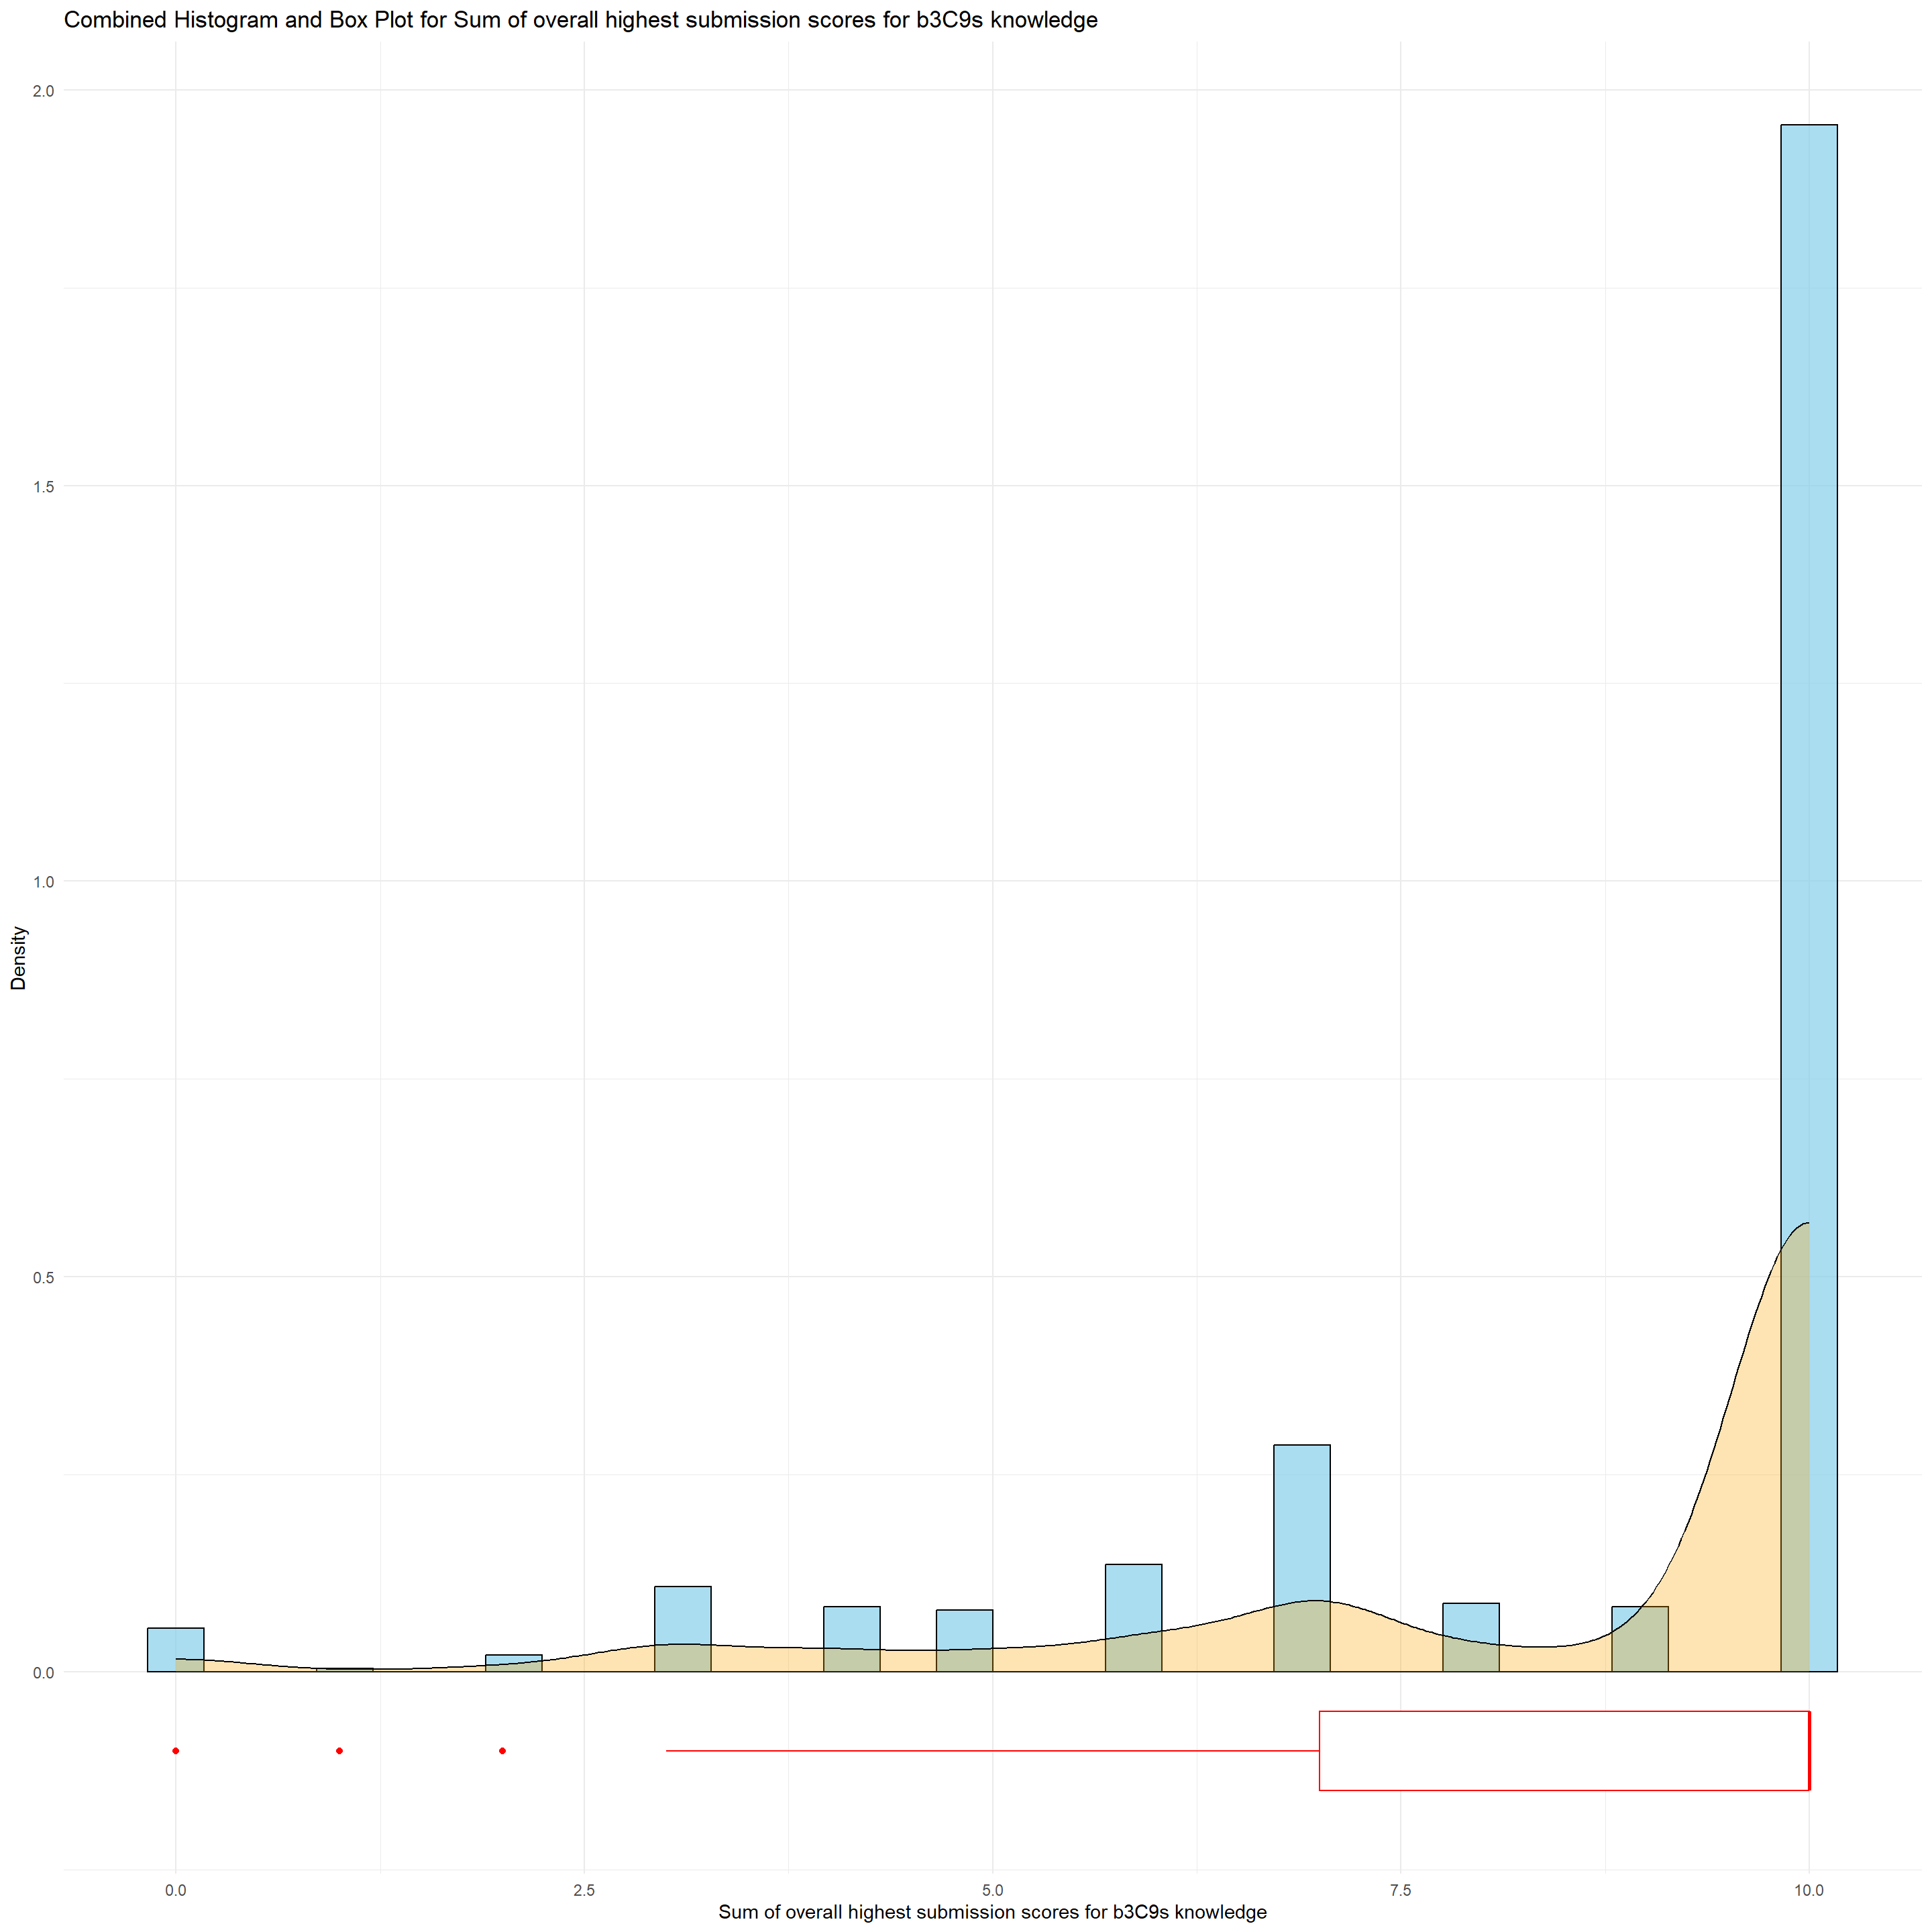 Combined Histogram and Box Plot for Sum of overall highest submission scores for b3C9s knowledge
2.0
1.5
1.0
0.5
0.0
Density
0.0 2.5 5.0 7.5 10.0
Sum of overall highest submission scores for b3C9s knowledge